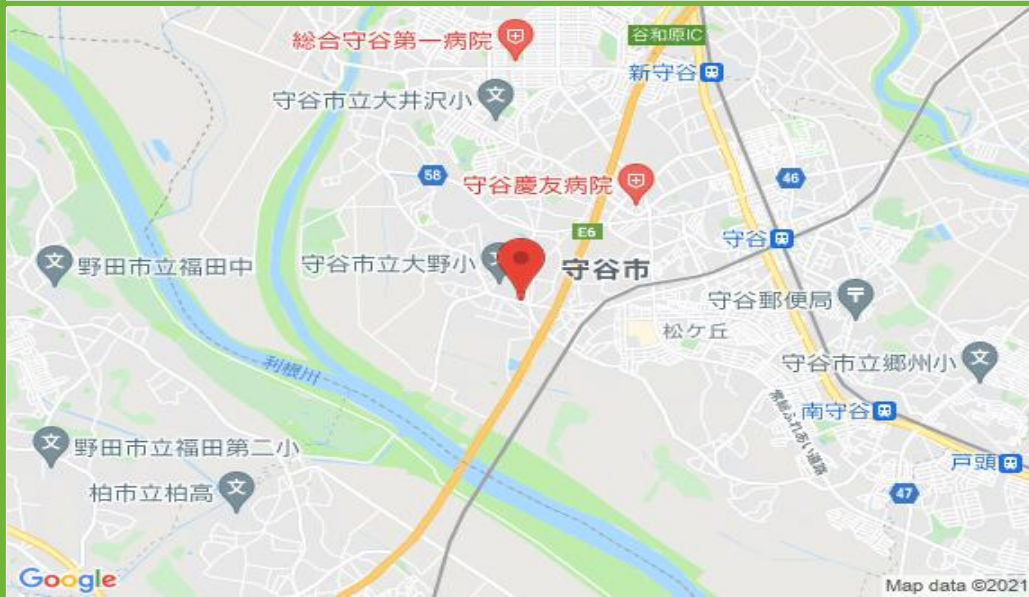 総合守谷第一病院
谷和原IC
新守谷
守谷市立大井沢小
58
守谷慶友病院
46
E6
守谷
野田市立福田中
守谷市立大野小
守谷市
守谷郵便局
松ケ丘
利根川
守谷市立郷州小
常総ふれあい道路
南守谷
野田市立福田第二小
戸頭
柏市立柏高
47
Google
Map data ©2021